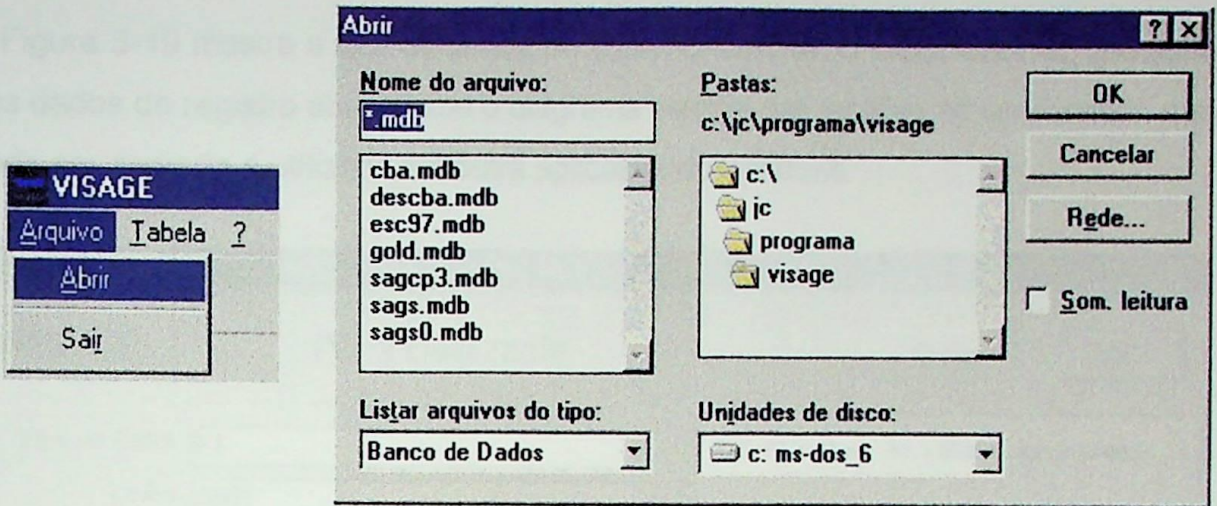 VISAGE
Arquivo Tabela ?
Abrir
Sair
Abrir
Nome do arquivo:
*.mdb
cba.mdb
descba.mdb
esc97.mdb
gold.mdb
sagcp3.mdb
sags.mdb
sags0.mdb
Listar arquivos do tipo:
Banco de Dados
Pastas:
c:\jc\programa\visage
c:\
jc
programa
visage
Unidades de disco:
c: ms-dos_6
OK
Cancelar
Rede...
Som. leitura